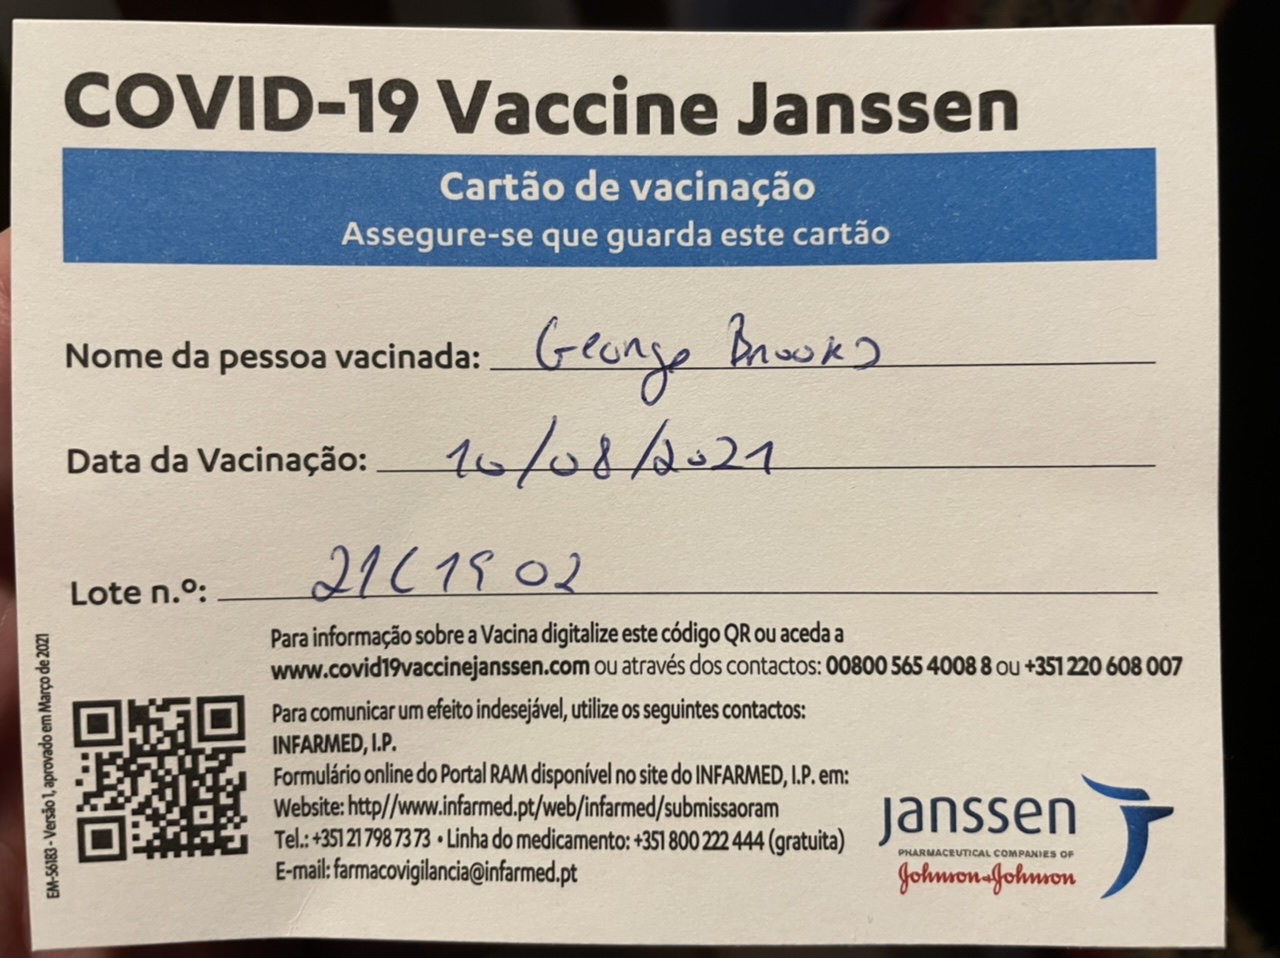 COVID-19 Vaccine Janssen
Cartão de vacinação
Assegure-se que guarda este cartão
Nome da pessoa vacinada: George Brooks
Data da Vacinação: 10/08/2021
Lote n.º: 21C19 02
Para informação sobre a Vacina digitalize este código QR ou aceda a
www.covid19vaccinejanssen.com ou através dos contactos: 00800 565 4008 8 ou +351 220 608 007
Para comunicar um efeito indesejável, utilize os seguintes contactos:
INFARMED, I.P.
Formulário online do Portal RAM disponível no site do INFARMED, I.P. em:
Website: http//www.infarmed.pt/web/infarmed/submissaoram
Tel.: +351 21 798 73 73 • Linha do medicamento: +351 800 222 444 (gratuita)
E-mail: farmacovigilancia@infarmed.pt
EM-56183 - Versão 1, aprovado em Março de 2021
Janssen
PHARMACEUTICAL COMPANIES OF
Johnson & Johnson